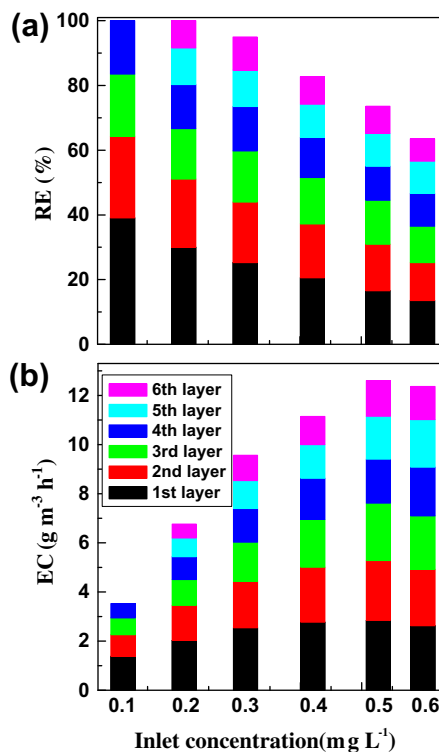 (a)
100
80
60
40
20
0
RE (%)
(b)
12
10
8
6
4
2
0
EC (g m-3 h-1)
6th layer
5th layer
4th layer
3rd layer
2nd layer
1st layer
0.1 0.2 0.3 0.4 0.5 0.6
Inlet concentration(mg L-1)